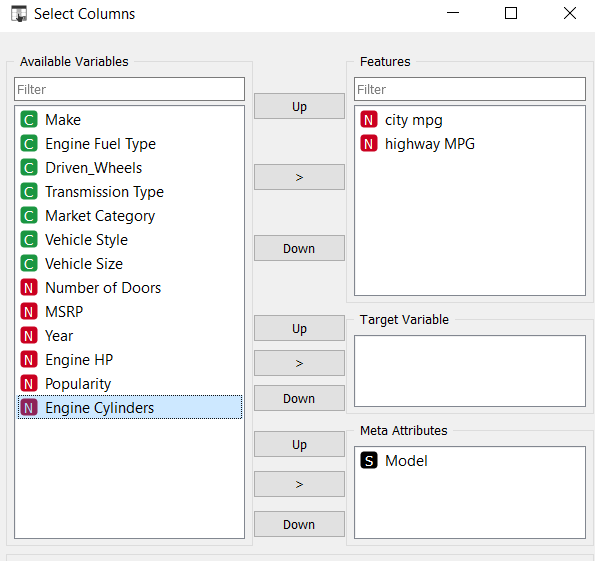 Select Columns
Available Variables
Filter
C Make
C Engine Fuel Type
C Driven_Wheels
C Transmission Type
C Market Category
C Vehicle Style
C Vehicle Size
N Number of Doors
N MSRP
N Year
N Engine HP
N Popularity
N Engine Cylinders
Up
>
Down
Up
>
Down
Up
>
Down
Features
Filter
N city mpg
N highway MPG
Target Variable
Meta Attributes
S Model